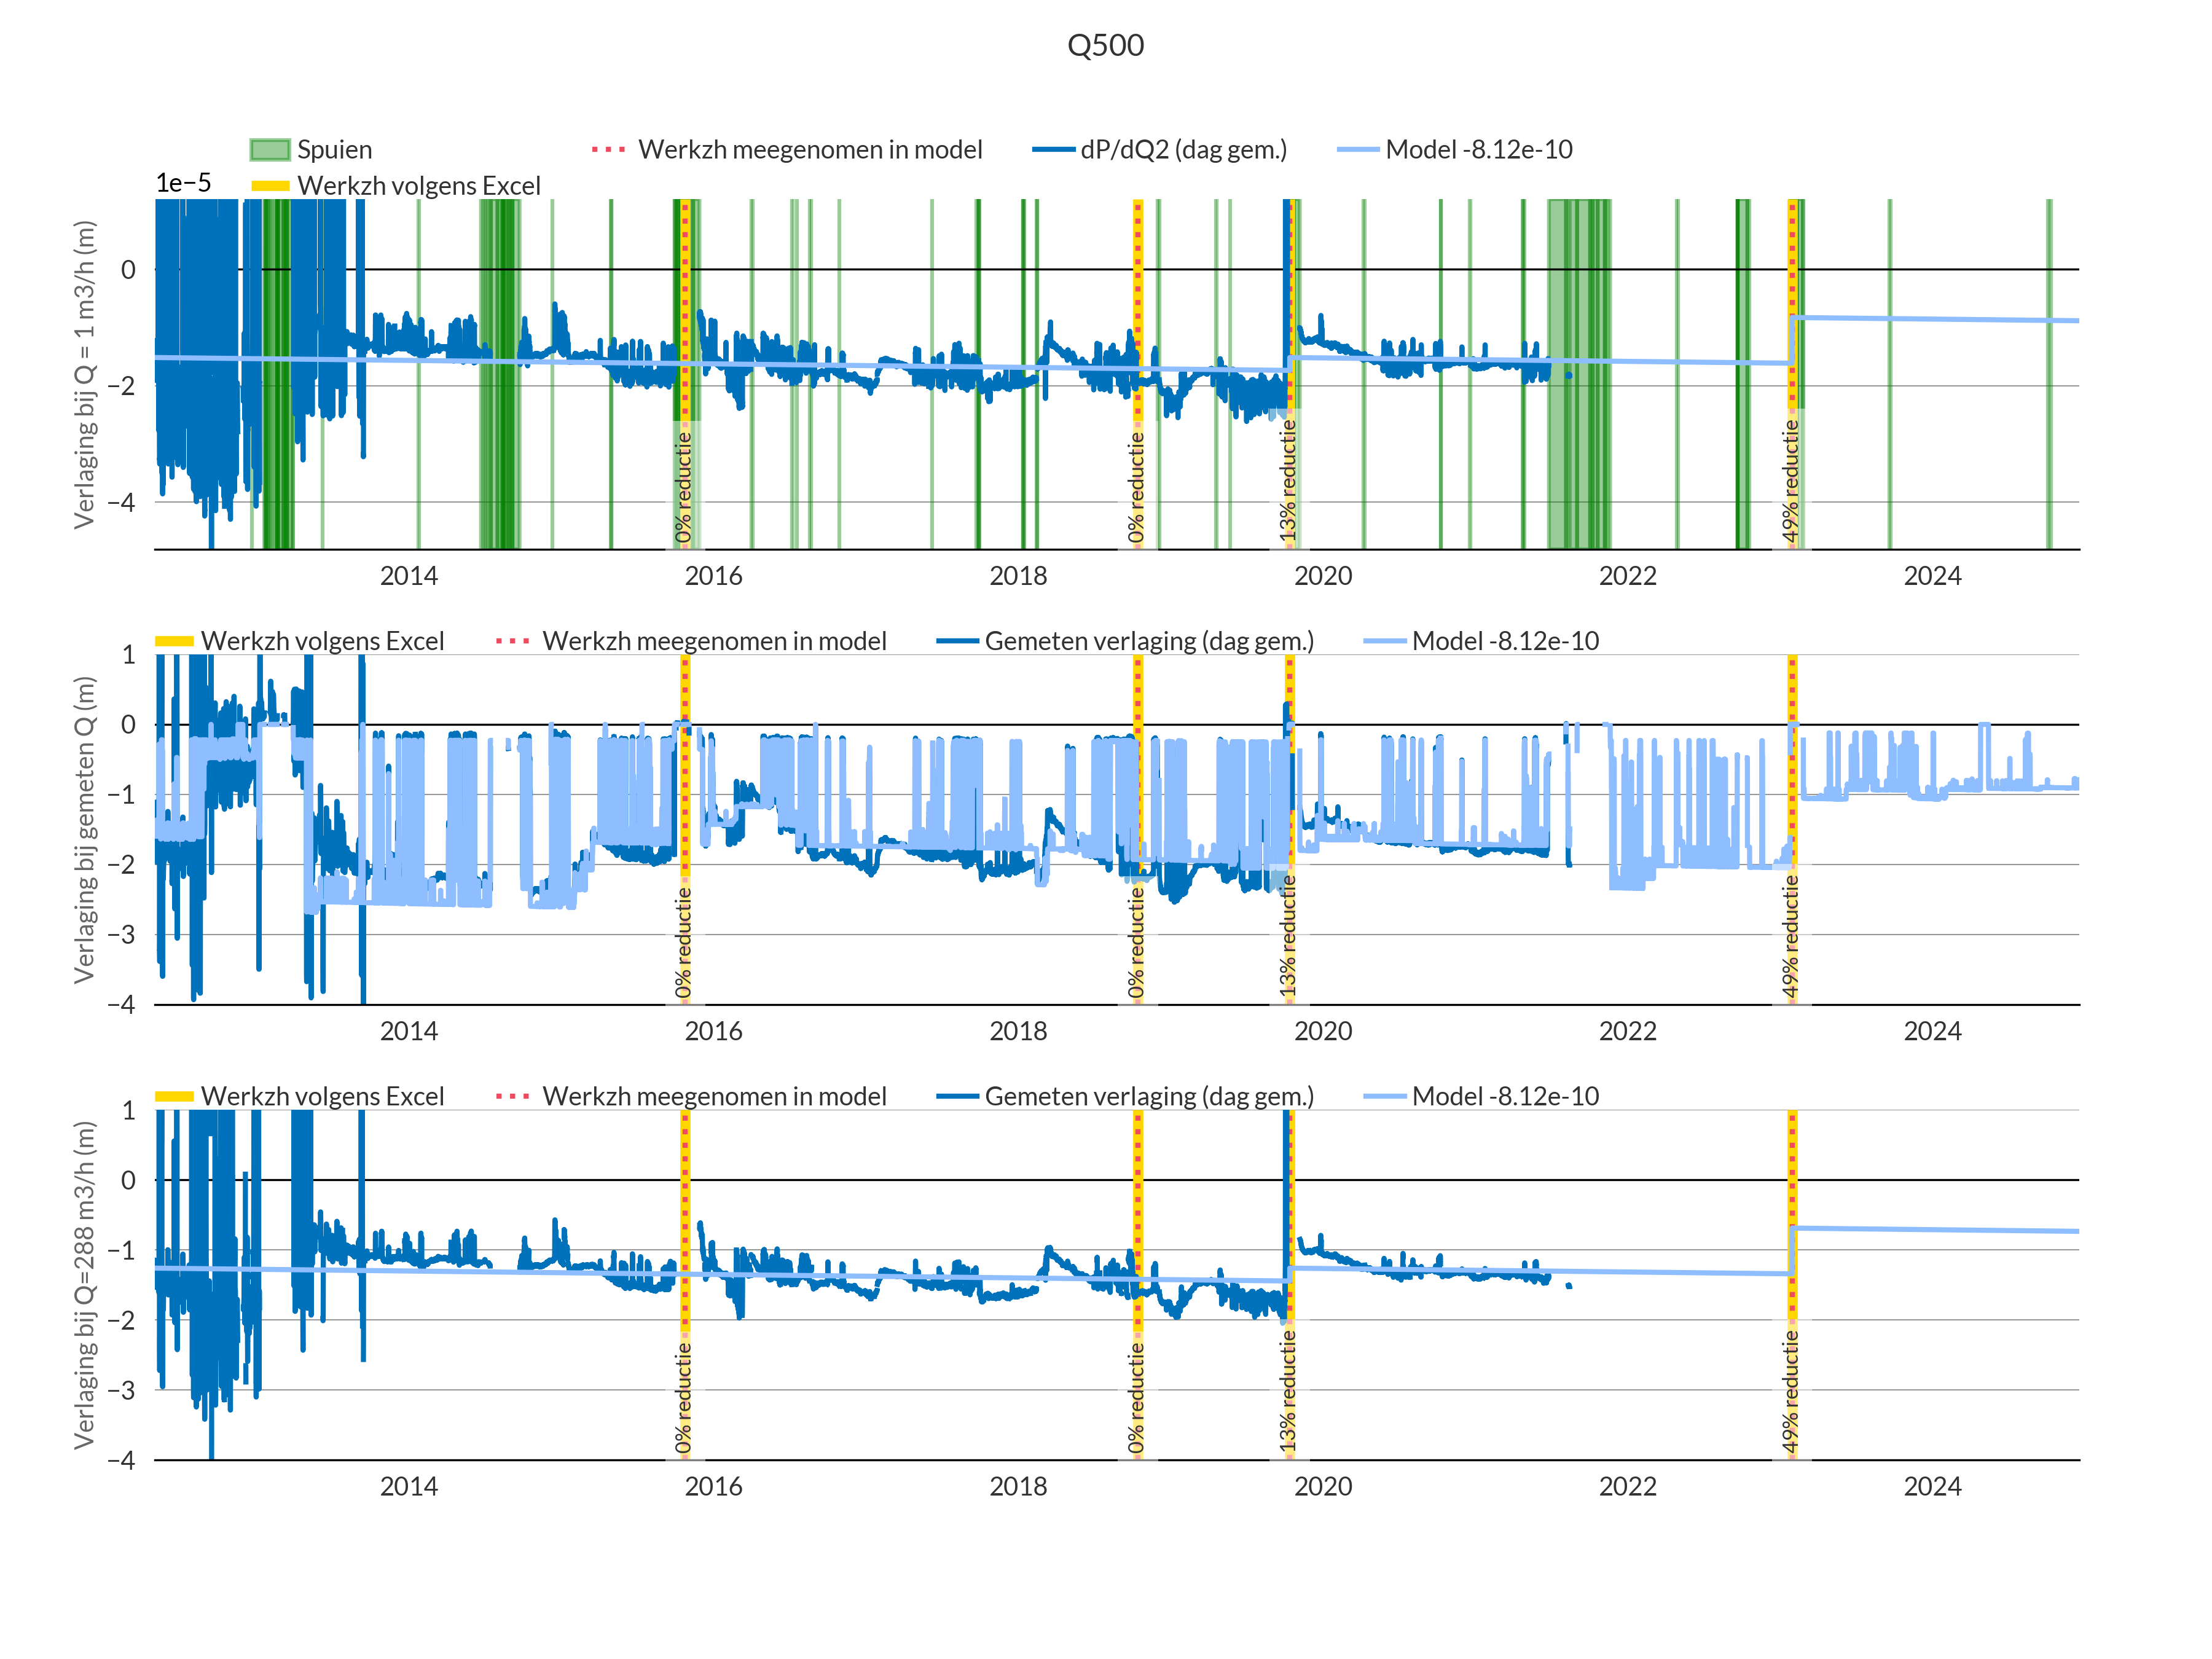 Q500
Spuien
Werkzh meegenomen in model
dP/dQ2 (dag gem.)
Model -8.12e-10
Werkzh volgens Excel
1e−5
Verlaging bij Q = 1 m3/h (m)
0
−2
−4
0% reductie
0% reductie
13% reductie
49% reductie
2014 2016 2018 2020 2022 2024
Werkzh volgens Excel
Werkzh meegenomen in model
Gemeten verlaging (dag gem.)
Model -8.12e-10
Verlaging bij gemeten Q (m)
1
0
−1
−2
−3
−4
0% reductie
0% reductie
13% reductie
49% reductie
2014 2016 2018 2020 2022 2024
Werkzh volgens Excel
Werkzh meegenomen in model
Gemeten verlaging (dag gem.)
Model -8.12e-10
Verlaging bij Q=288 m3/h (m)
1
0
−1
−2
−3
−4
0% reductie
0% reductie
13% reductie
49% reductie
2014 2016 2018 2020 2022 2024